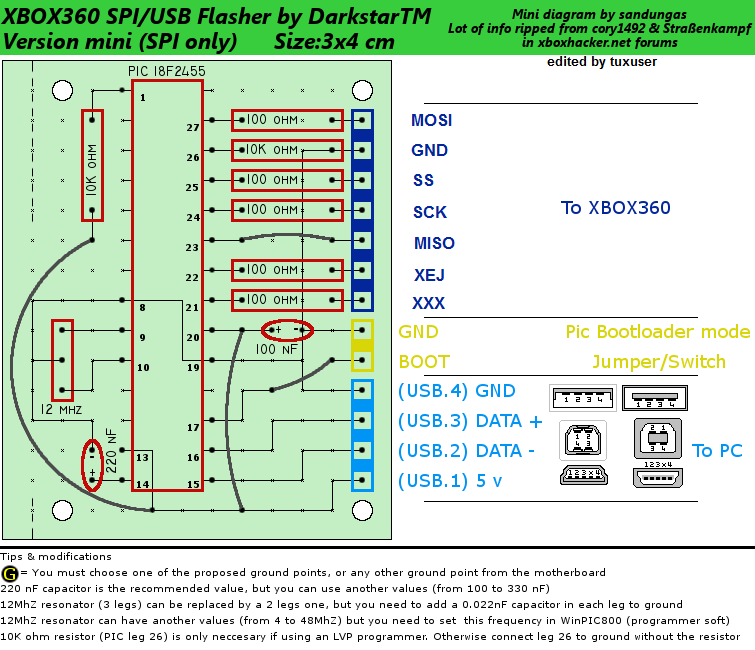 XBOX360 SPI/USB Flasher by DarkstarTM
Version mini (SPI only) Size:3x4 cm
Mini diagram by sandungas
Lot of info ripped from cory1492 & Straßenkampf
in xboxhacker.net forums
edited by tuxuser
PIC 18F2455
1
27
26
25
24
23
22
21
20
19
17
16
15
8
9
10
13
14
10K OHM
100 OHM
10K OHM
100 OHM
100 OHM
100 OHM
100 OHM
+ -
100 NF
12 MHZ
220 NF
-
+
MOSI
GND
SS
SCK
MISO
XEJ
XXX
To XBOX360
GND
BOOT
Pic Bootloader mode
Jumper/Switch
(USB.4) GND
(USB.3) DATA +
(USB.2) DATA -
(USB.1) 5 v
To PC
1 2 3 4
1 2 3 4
3 2
4 1
2 1
3 4
1 2 3 x 4
1 2 3 x 4
Tips & modifications
G = You must choose one of the proposed ground points, or any other ground point from the motherboard
220 nF capacitor is the recommended value, but you can use another values (from 100 to 330 nF)
12MhZ resonator (3 legs) can be replaced by a 2 legs one, but you need to add a 0.022nF capacitor in each leg to ground
12MhZ resonator can have another values (from 4 to 48MhZ) but you need to set this frequency in WinPIC800 (programmer soft)
10K ohm resistor (PIC leg 26) is only neccesary if using an LVP programmer. Otherwise connect leg 26 to ground without the resistor